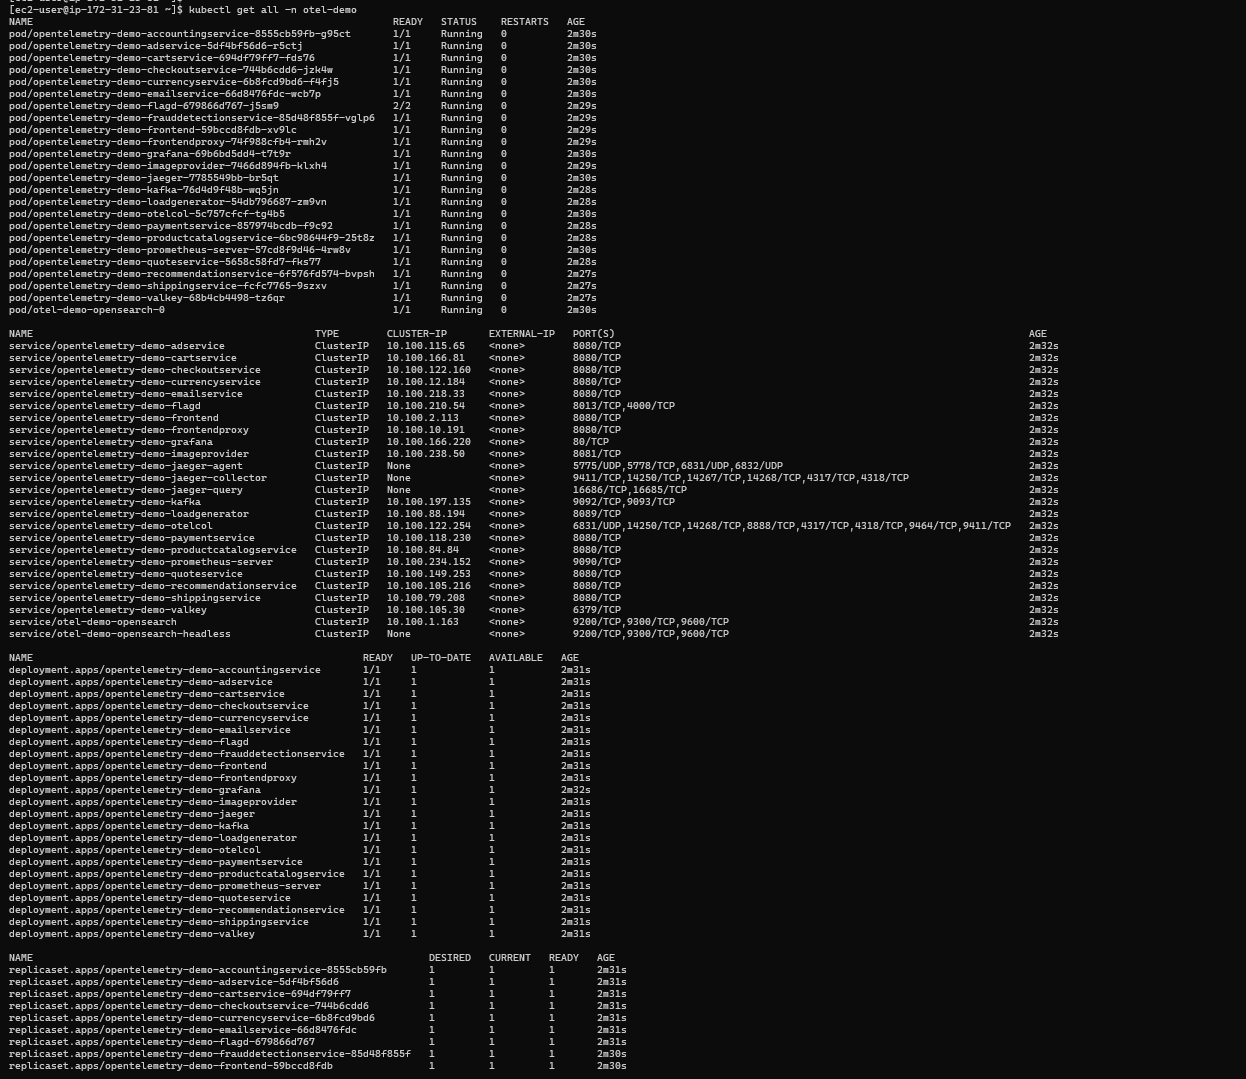 [ec2-user@ip-172-31-23-81 ~]$ kubectl get all -n otel-demo
NAME READY STATUS RESTARTS AGE
pod/opentelemetry-demo-accountingservice-8555cb59fb-g95ct 1/1 Running 0 2m30s
pod/opentelemetry-demo-adservice-5df4bf56d6-r5ctj 1/1 Running 0 2m30s
pod/opentelemetry-demo-cartservice-694df79ff7-fds76 1/1 Running 0 2m30s
pod/opentelemetry-demo-checkoutservice-744b6cdd6-jzk4w 1/1 Running 0 2m30s
pod/opentelemetry-demo-currencyservice-6b8fcd9bd6-f4fj5 1/1 Running 0 2m30s
pod/opentelemetry-demo-emailservice-66d8476fdc-wcb7p 1/1 Running 0 2m30s
pod/opentelemetry-demo-flagd-679866d767-j5sm9 2/2 Running 0 2m29s
pod/opentelemetry-demo-frauddetectionservice-85d48f855f-vglp6 1/1 Running 0 2m29s
pod/opentelemetry-demo-frontend-59bccd8fdb-xv9lc 1/1 Running 0 2m29s
pod/opentelemetry-demo-frontendproxy-74f988cfb4-rmh2v 1/1 Running 0 2m29s
pod/opentelemetry-demo-grafana-69b6bd5dd4-t7t9r 1/1 Running 0 2m30s
pod/opentelemetry-demo-imageprovider-7466d894fb-klxh4 1/1 Running 0 2m29s
pod/opentelemetry-demo-jaeger-7785549bb-br5qt 1/1 Running 0 2m30s
pod/opentelemetry-demo-kafka-76d4d9f48b-wq5jn 1/1 Running 0 2m28s
pod/opentelemetry-demo-loadgenerator-54db796687-zm9vn 1/1 Running 0 2m28s
pod/opentelemetry-demo-otelcol-5c757cfcf-tg4b5 1/1 Running 0 2m30s
pod/opentelemetry-demo-paymentservice-857974bcdb-f9c92 1/1 Running 0 2m28s
pod/opentelemetry-demo-productcatalogservice-6bc98644f9-25t8z 1/1 Running 0 2m28s
pod/opentelemetry-demo-prometheus-server-57cd8f9d46-4rw8v 1/1 Running 0 2m30s
pod/opentelemetry-demo-quoteservice-5658c58fd7-fks77 1/1 Running 0 2m28s
pod/opentelemetry-demo-recommendationservice-6f576fd574-bvpsh 1/1 Running 0 2m27s
pod/opentelemetry-demo-shippingservice-fcfc7765-9szxv 1/1 Running 0 2m27s
pod/opentelemetry-demo-valkey-68b4cb4498-tz6qr 1/1 Running 0 2m27s
pod/otel-demo-opensearch-0 1/1 Running 0 2m30s
NAME TYPE CLUSTER-IP EXTERNAL-IP PORT(S) AGE
service/opentelemetry-demo-adservice ClusterIP 10.100.115.65 <none> 8080/TCP 2m32s
service/opentelemetry-demo-cartservice ClusterIP 10.100.166.81 <none> 8080/TCP 2m32s
service/opentelemetry-demo-checkoutservice ClusterIP 10.100.122.160 <none> 8080/TCP 2m32s
service/opentelemetry-demo-currencyservice ClusterIP 10.100.12.184 <none> 8080/TCP 2m32s
service/opentelemetry-demo-emailservice ClusterIP 10.100.218.33 <none> 8080/TCP 2m32s
service/opentelemetry-demo-flagd ClusterIP 10.100.210.54 <none> 8013/TCP,4000/TCP 2m32s
service/opentelemetry-demo-frontend ClusterIP 10.100.2.113 <none> 8080/TCP 2m32s
service/opentelemetry-demo-frontendproxy ClusterIP 10.100.10.191 <none> 8080/TCP 2m32s
service/opentelemetry-demo-grafana ClusterIP 10.100.166.220 <none> 80/TCP 2m32s
service/opentelemetry-demo-imageprovider ClusterIP 10.100.238.50 <none> 8081/TCP 2m32s
service/opentelemetry-demo-jaeger-agent ClusterIP None <none> 5775/UDP,5778/TCP,6831/UDP,6832/UDP 2m32s
service/opentelemetry-demo-jaeger-collector ClusterIP None <none> 9411/TCP,14250/TCP,14267/TCP,14268/TCP,4317/TCP,4318/TCP 2m32s
service/opentelemetry-demo-jaeger-query ClusterIP None <none> 16686/TCP,16685/TCP 2m32s
service/opentelemetry-demo-kafka ClusterIP 10.100.197.135 <none> 9092/TCP,9093/TCP 2m32s
service/opentelemetry-demo-loadgenerator ClusterIP 10.100.88.194 <none> 8089/TCP 2m32s
service/opentelemetry-demo-otelcol ClusterIP 10.100.122.254 <none> 6831/UDP,14250/TCP,14268/TCP,8888/TCP,4317/TCP,4318/TCP,9464/TCP,9411/TCP 2m32s
service/opentelemetry-demo-paymentservice ClusterIP 10.100.118.230 <none> 8080/TCP 2m32s
service/opentelemetry-demo-productcatalogservice ClusterIP 10.100.84.84 <none> 8080/TCP 2m32s
service/opentelemetry-demo-prometheus-server ClusterIP 10.100.234.152 <none> 9090/TCP 2m32s
service/opentelemetry-demo-quoteservice ClusterIP 10.100.149.253 <none> 8080/TCP 2m32s
service/opentelemetry-demo-recommendationservice ClusterIP 10.100.105.216 <none> 8080/TCP 2m32s
service/opentelemetry-demo-shippingservice ClusterIP 10.100.79.208 <none> 8080/TCP 2m32s
service/opentelemetry-demo-valkey ClusterIP 10.100.105.30 <none> 6379/TCP 2m32s
service/otel-demo-opensearch ClusterIP 10.100.1.163 <none> 9200/TCP,9300/TCP,9600/TCP 2m32s
service/otel-demo-opensearch-headless ClusterIP None <none> 9200/TCP,9300/TCP,9600/TCP 2m32s
NAME READY UP-TO-DATE AVAILABLE AGE
deployment.apps/opentelemetry-demo-accountingservice 1/1 1 1 2m31s
deployment.apps/opentelemetry-demo-adservice 1/1 1 1 2m31s
deployment.apps/opentelemetry-demo-cartservice 1/1 1 1 2m31s
deployment.apps/opentelemetry-demo-checkoutservice 1/1 1 1 2m31s
deployment.apps/opentelemetry-demo-currencyservice 1/1 1 1 2m31s
deployment.apps/opentelemetry-demo-emailservice 1/1 1 1 2m31s
deployment.apps/opentelemetry-demo-flagd 1/1 1 1 2m31s
deployment.apps/opentelemetry-demo-frauddetectionservice 1/1 1 1 2m31s
deployment.apps/opentelemetry-demo-frontend 1/1 1 1 2m31s
deployment.apps/opentelemetry-demo-frontendproxy 1/1 1 1 2m31s
deployment.apps/opentelemetry-demo-grafana 1/1 1 1 2m32s
deployment.apps/opentelemetry-demo-imageprovider 1/1 1 1 2m31s
deployment.apps/opentelemetry-demo-jaeger 1/1 1 1 2m31s
deployment.apps/opentelemetry-demo-kafka 1/1 1 1 2m31s
deployment.apps/opentelemetry-demo-loadgenerator 1/1 1 1 2m31s
deployment.apps/opentelemetry-demo-otelcol 1/1 1 1 2m31s
deployment.apps/opentelemetry-demo-paymentservice 1/1 1 1 2m31s
deployment.apps/opentelemetry-demo-productcatalogservice 1/1 1 1 2m31s
deployment.apps/opentelemetry-demo-prometheus-server 1/1 1 1 2m31s
deployment.apps/opentelemetry-demo-quoteservice 1/1 1 1 2m31s
deployment.apps/opentelemetry-demo-recommendationservice 1/1 1 1 2m31s
deployment.apps/opentelemetry-demo-shippingservice 1/1 1 1 2m31s
deployment.apps/opentelemetry-demo-valkey 1/1 1 1 2m31s
NAME DESIRED CURRENT READY AGE
replicaset.apps/opentelemetry-demo-accountingservice-8555cb59fb 1 1 1 2m31s
replicaset.apps/opentelemetry-demo-adservice-5df4bf56d6 1 1 1 2m31s
replicaset.apps/opentelemetry-demo-cartservice-694df79ff7 1 1 1 2m31s
replicaset.apps/opentelemetry-demo-checkoutservice-744b6cdd6 1 1 1 2m31s
replicaset.apps/opentelemetry-demo-currencyservice-6b8fcd9bd6 1 1 1 2m31s
replicaset.apps/opentelemetry-demo-emailservice-66d8476fdc 1 1 1 2m31s
replicaset.apps/opentelemetry-demo-flagd-679866d767 1 1 1 2m31s
replicaset.apps/opentelemetry-demo-frauddetectionservice-85d48f855f 1 1 1 2m30s
replicaset.apps/opentelemetry-demo-frontend-59bccd8fdb 1 1 1 2m30s